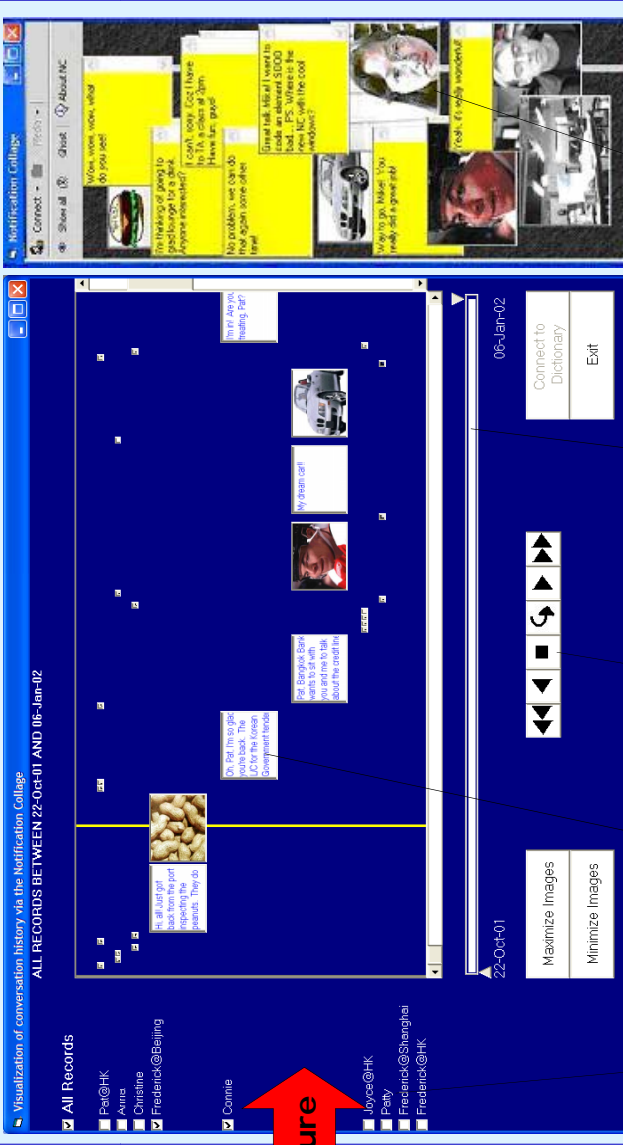 Visualization of conversation history via the Notification Collage
ALL RECORDS BETWEEN 22-Oct-01 AND 06-Jan-02
All Records
Pat@HK
Anna
Christine
Frederick@Beijing
Connie
Joyce@HK
Patty
Frederick@Shanghai
Frederick@HK
ure
Hi, all! Just got
back from the port
inspecting the
peanuts. They do
Oh, Pat, I'm so glad
you're back. The
L/C for the Korean
Government tender
Pat. Bangkok Bank
wants to sit with
you and me to talk
about the credit line
My dream car!!
I'm in! Are you
treating, Pat?
22-Oct-01
06-Jan-02
Maximize Images
Minimize Images
Connect to
Dictionary
Exit
Notification Collage
Connect
Media
Show all
Ghost
About NC
Wow, wow, wow, what
do you see!
I'm thinking of going to
grad lounge for a drink.
Anyone interested?
I can't, sorry. Coz I have
to TA, a class at 2pm.
Have fun, guys!
No problem, we can do
that again some other
time!
Great talk, Mike! I want to
code an element SOOO
bad... PS. Where is the
new NC with the cool
windows?
Way to go, Mike! You
really did a great job!
Yeah, it's really wonderful!